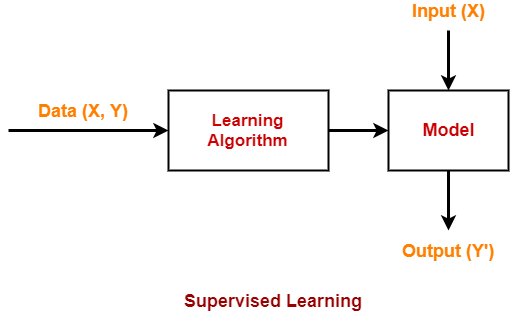 Input (X)
Data (X, Y)
Learning
Algorithm
Model
Output (Y')
Supervised Learning